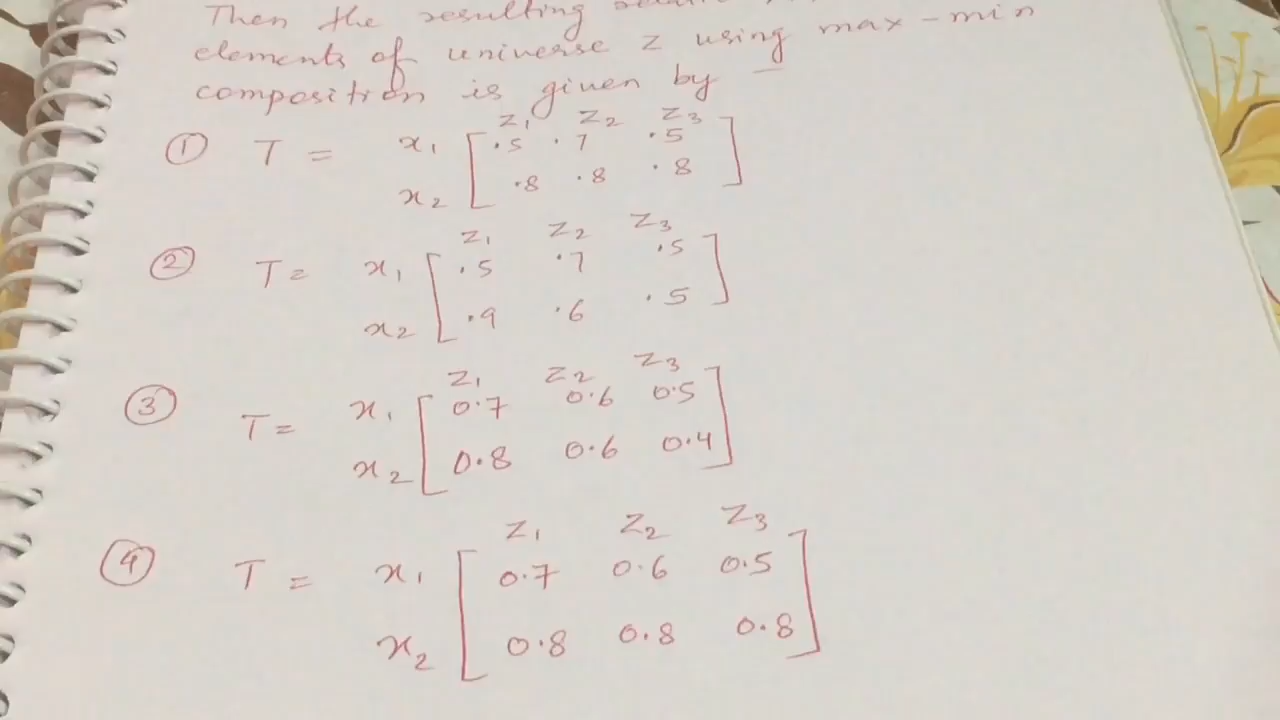 Then the resulting
elements of universe z using max-min
composition is given by -
z1 z2 z3
① T = x1 [ .5 .7 .5 ]
x2 [ .8 .8 .8 ]
z1 z2 z3
② T = x1 [ .5 .7 .5 ]
x2 [ .9 .6 .5 ]
z1 z2 z3
③ T = x1 [ 0.7 0.6 0.5 ]
x2 [ 0.8 0.6 0.4 ]
z1 z2 z3
④ T = x1 [ 0.7 0.6 0.5 ]
x2 [ 0.8 0.8 0.8 ]